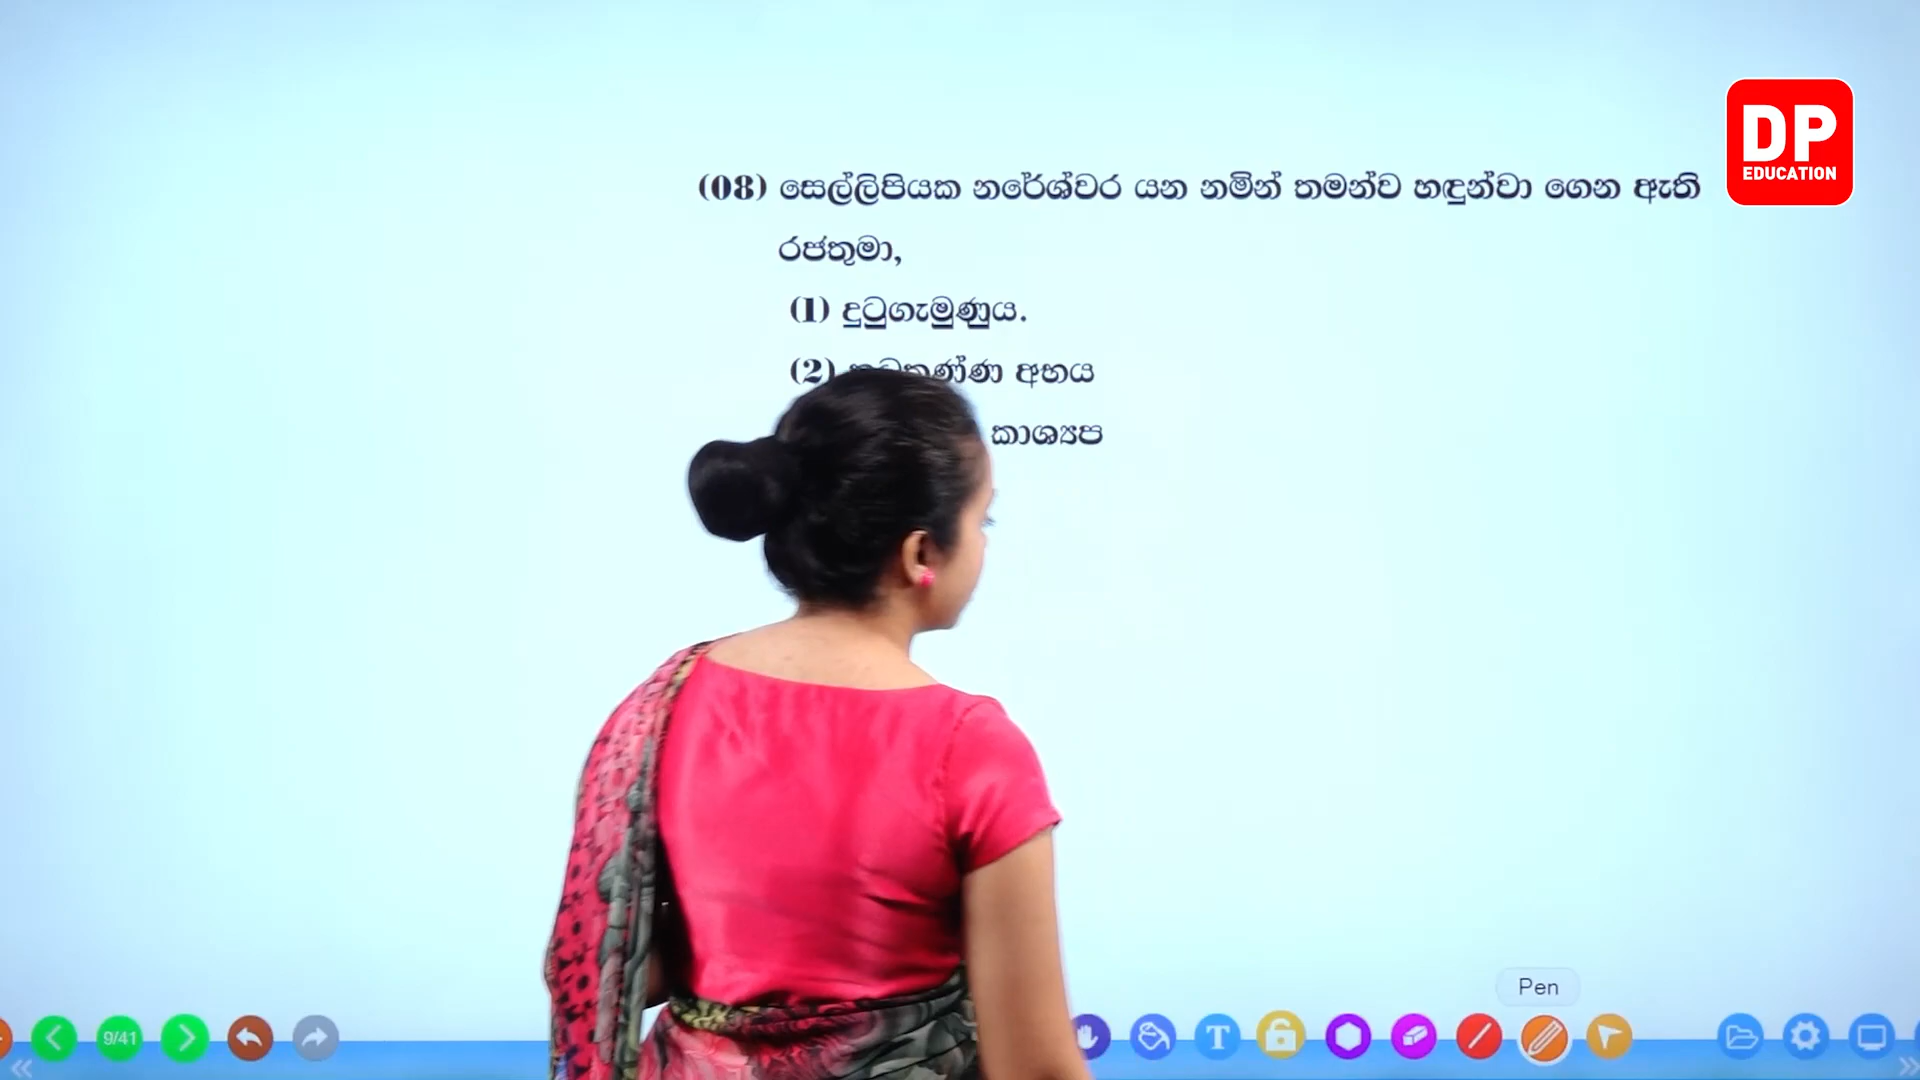 DP
EDUCATION
(08) සෙල්ලිපියක නරේශ්වර යන නමින් තමන්ව හඳුන්වා ගෙන ඇති
රජතුමා,
(1) දුටුගැමුණුය.
(2) අභය
කාශ්‍යප
Pen
9/41
T